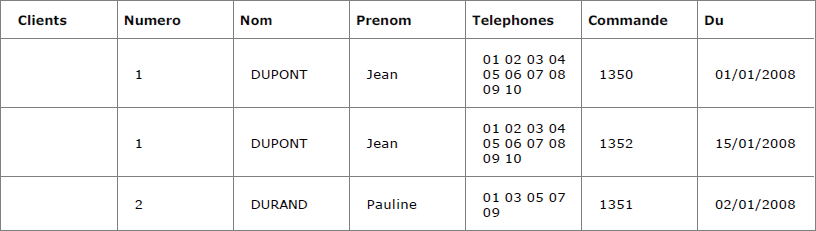 Clients Numero Nom Prenom Telephones Commande Du
1 DUPONT Jean 01 02 03 04 05 06 07 08 09 10 1350 01/01/2008
1 DUPONT Jean 01 02 03 04 05 06 07 08 09 10 1352 15/01/2008
2 DURAND Pauline 01 03 05 07 09 1351 02/01/2008